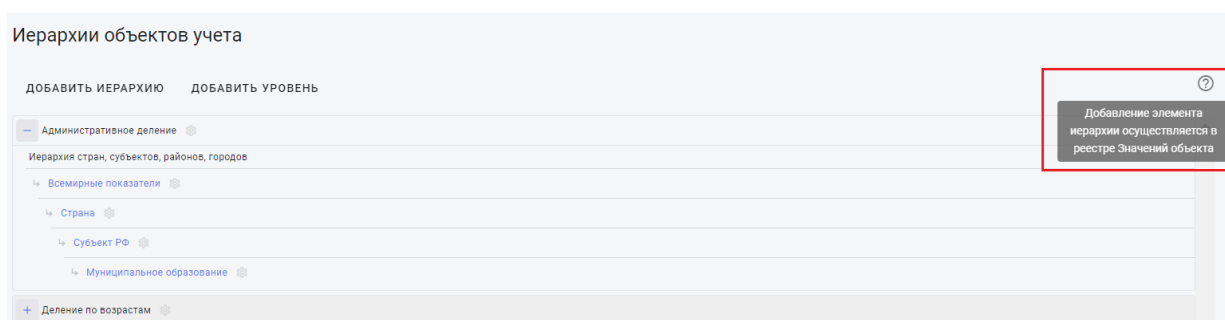 Иерархии объектов учета
ДОБАВИТЬ ИЕРАРХИЮ ДОБАВИТЬ УРОВЕНЬ
Добавление элемента
иерархии осуществляется в
реестре Значений объекта
Административное деление
Иерархия стран, субъектов, районов, городов
Всемирные показатели
Страна
Субъект РФ
Муниципальное образование
Деление по возрастам